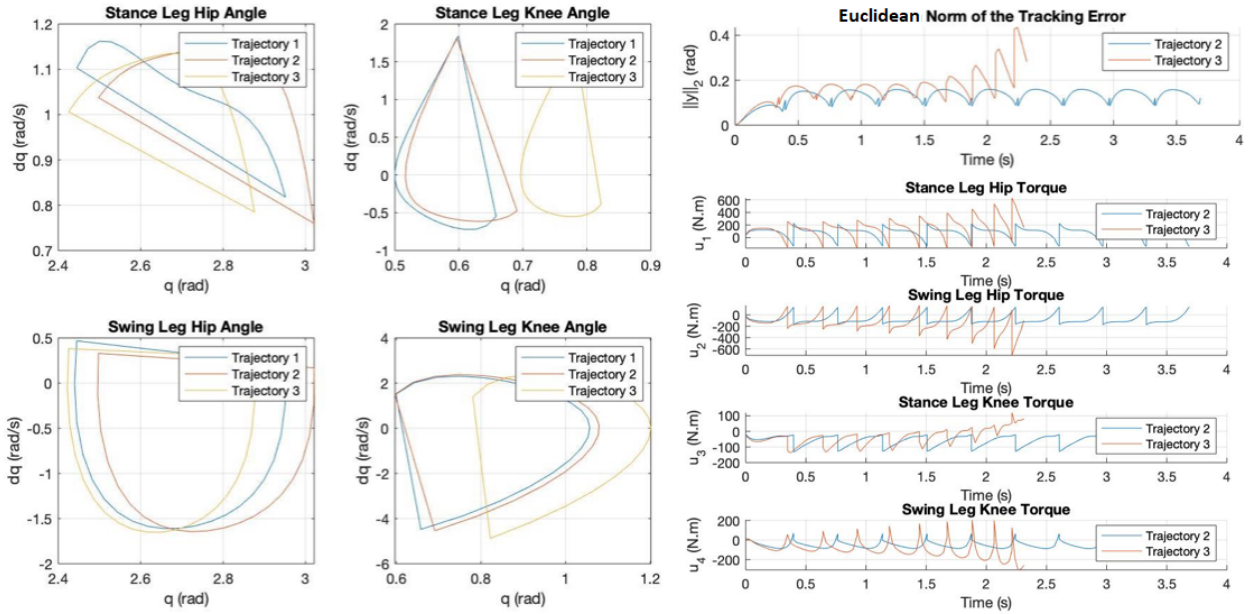 Stance Leg Hip Angle
1.2
1.1
1
0.9
0.8
0.7
dq (rad/s)
Trajectory 1
Trajectory 2
Trajectory 3
2.4 2.6 2.8 3
q (rad)
Stance Leg Knee Angle
2
1.5
1
0.5
0
-0.5
-1
dq (rad/s)
Trajectory 1
Trajectory 2
Trajectory 3
0.5 0.6 0.7 0.8 0.9
q (rad)
Swing Leg Hip Angle
0.5
0
-0.5
-1
-1.5
-2
dq (rad/s)
Trajectory 1
Trajectory 2
Trajectory 3
2.4 2.6 2.8 3
q (rad)
Swing Leg Knee Angle
4
2
0
-2
-4
-6
dq (rad/s)
Trajectory 1
Trajectory 2
Trajectory 3
0.6 0.8 1 1.2
q (rad)
Euclidean Norm of the Tracking Error
0.4
0.2
0
||y||2 (rad)
Trajectory 2
Trajectory 3
0 0.5 1 1.5 2 2.5 3 3.5 4
Time (s)
Stance Leg Hip Torque
600
400
200
0
u1 (N.m)
Trajectory 2
Trajectory 3
0 0.5 1 1.5 2 2.5 3 3.5 4
Time (s)
Swing Leg Hip Torque
0
-200
-400
-600
u2 (N.m)
Trajectory 2
Trajectory 3
0 0.5 1 1.5 2 2.5 3 3.5 4
Time (s)
Stance Leg Knee Torque
100
0
-100
-200
u3 (N.m)
Trajectory 2
Trajectory 3
0 0.5 1 1.5 2 2.5 3 3.5 4
Time (s)
Swing Leg Knee Torque
200
0
-200
u4 (N.m)
Trajectory 2
Trajectory 3
0 0.5 1 1.5 2 2.5 3 3.5 4
Time (s)